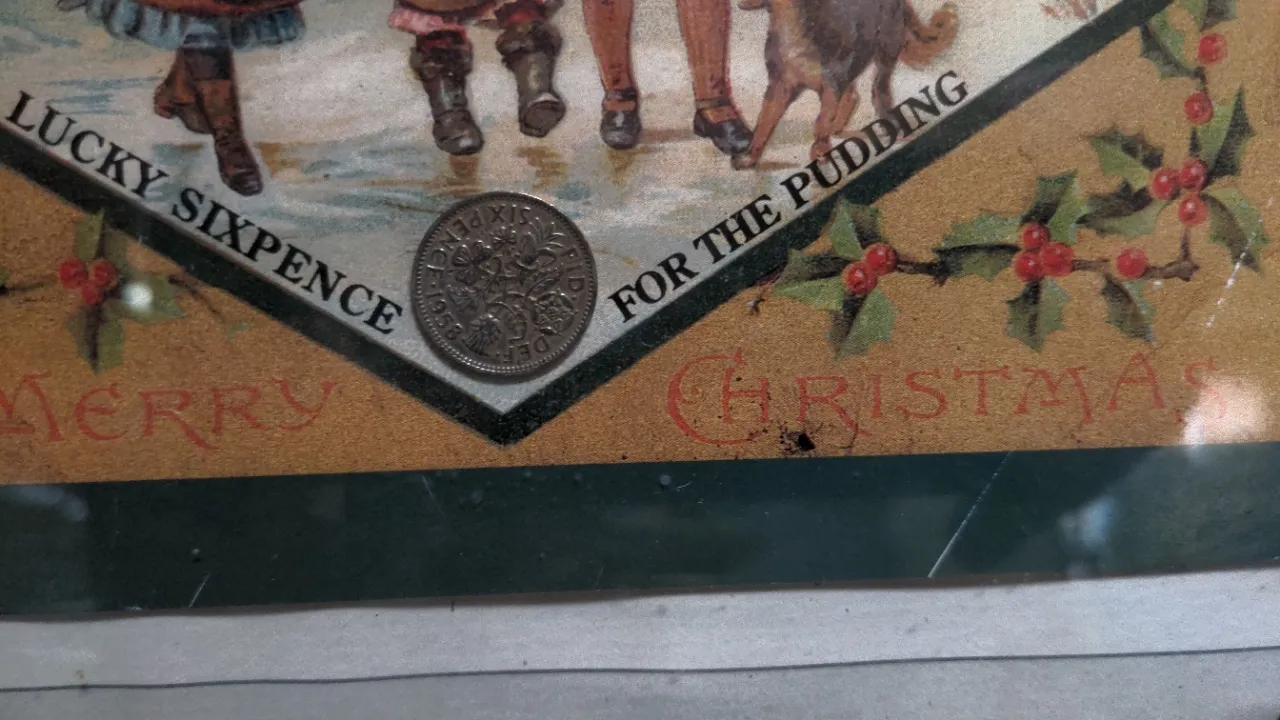 LUCKY SIXPENCE
FOR THE PUDDING
FID · DEF · SIXPENCE · 1958
MERRY CHRISTMAS